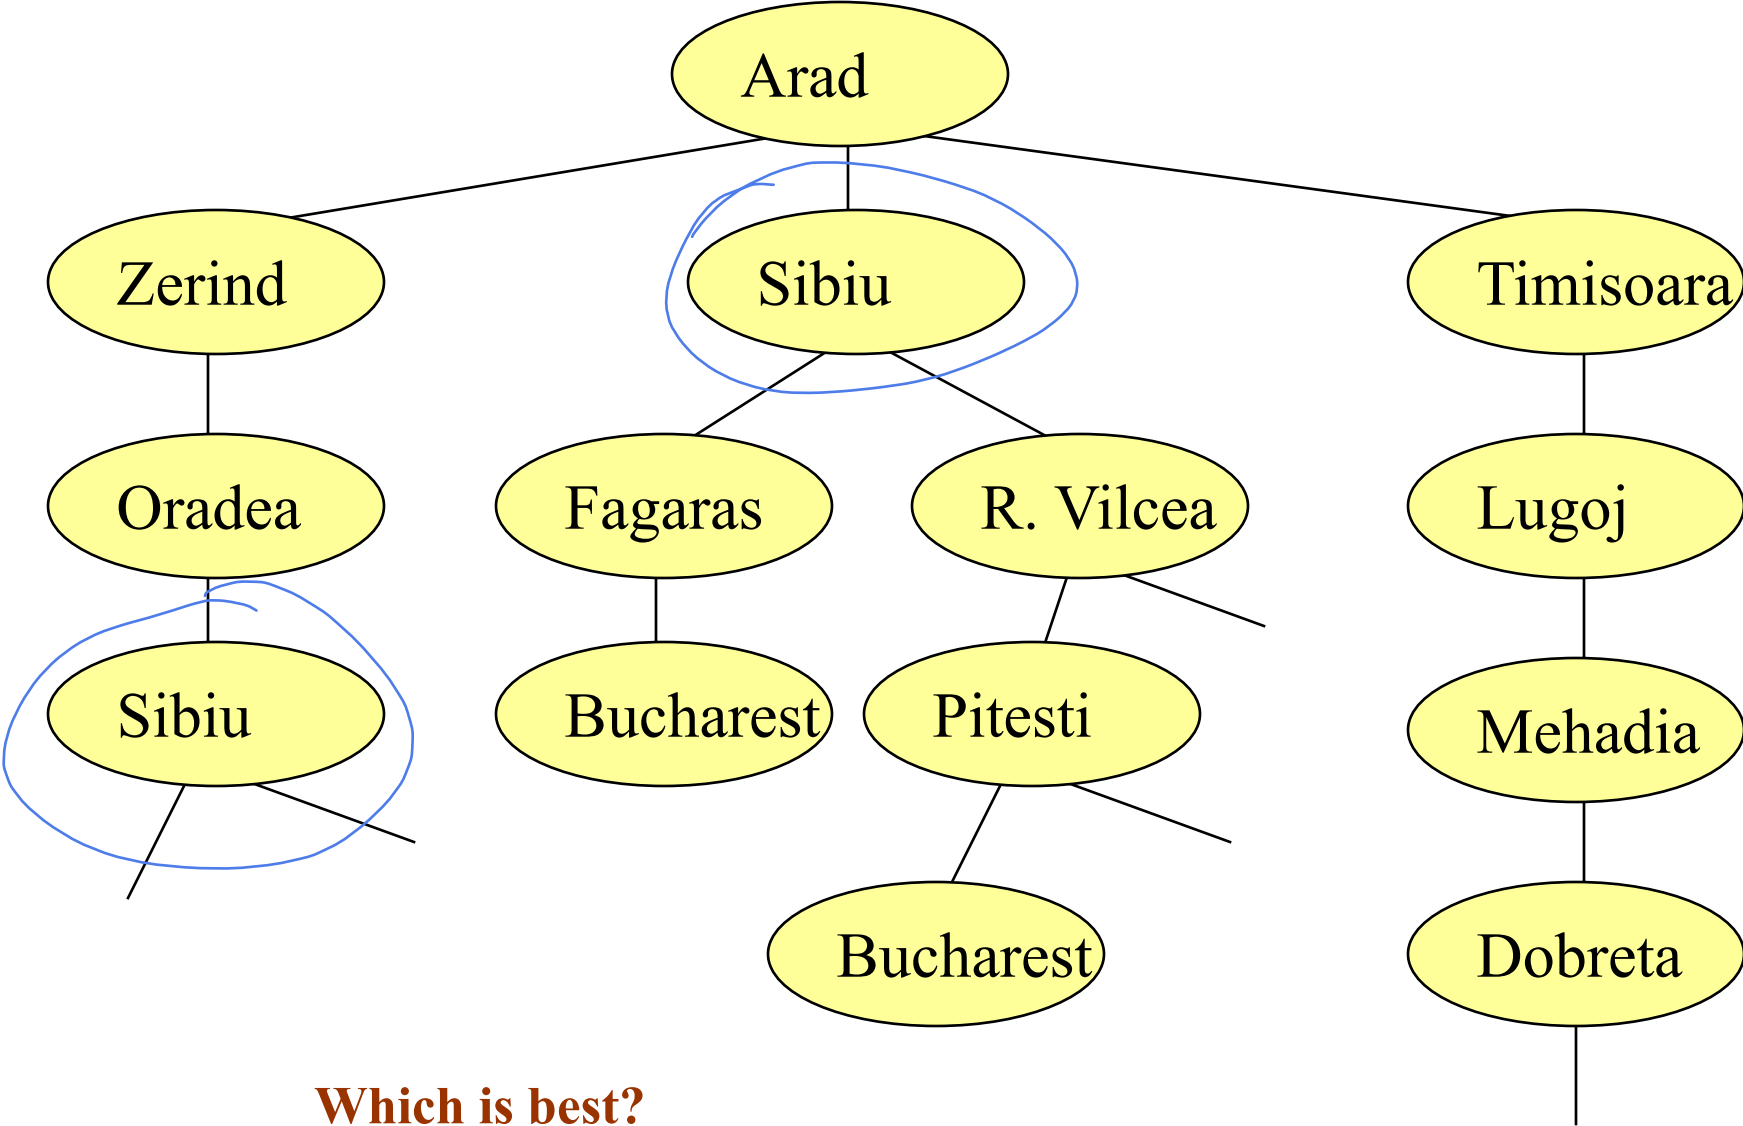 Arad
Zerind
Sibiu
Timisoara
Oradea
Fagaras
R. Vilcea
Lugoj
Sibiu
Bucharest
Pitesti
Mehadia
Bucharest
Dobreta
Which is best?